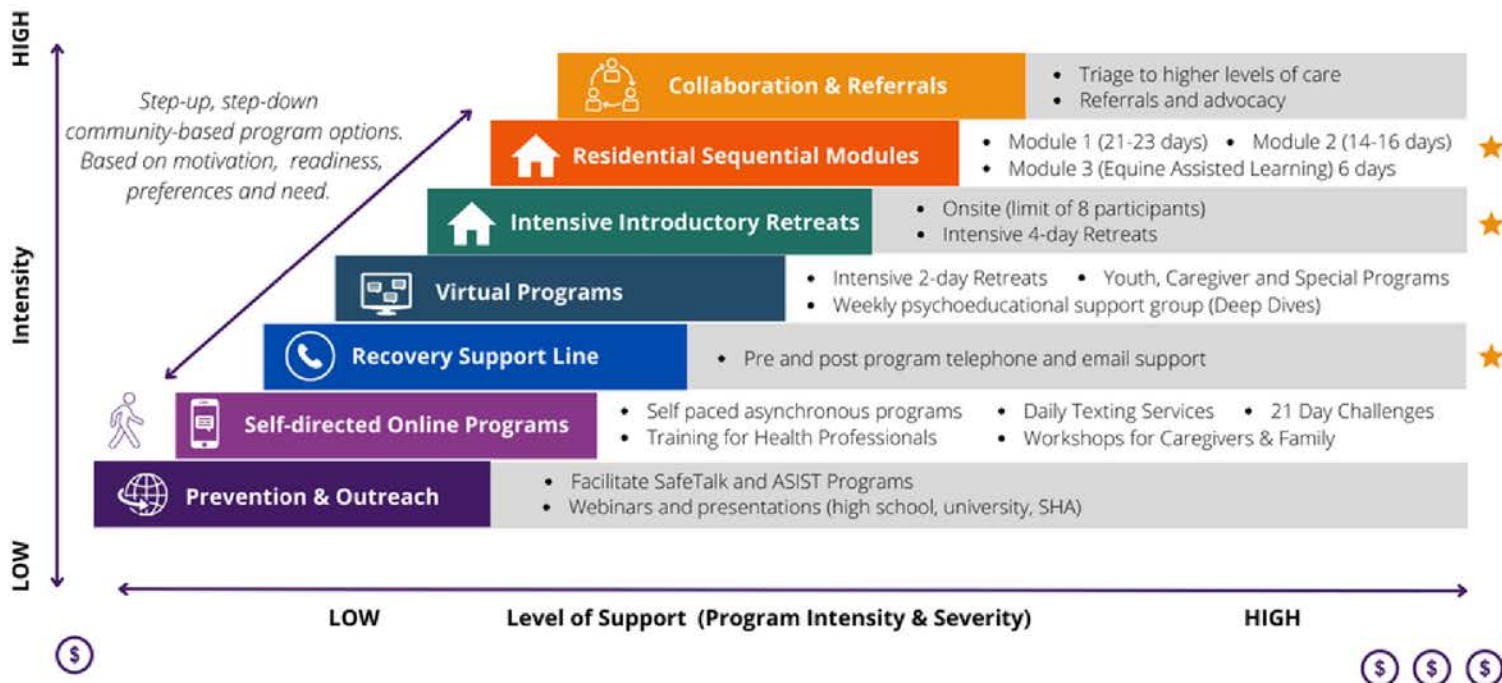 HIGH
Intensity
LOW
Step-up, step-down
community-based program options.
Based on motivation, readiness,
preferences and need.
Collaboration & Referrals
• Triage to higher levels of care
• Referrals and advocacy
Residential Sequential Modules
• Module 1 (21-23 days) • Module 2 (14-16 days)
• Module 3 (Equine Assisted Learning) 6 days
Intensive Introductory Retreats
• Onsite (limit of 8 participants)
• Intensive 4-day Retreats
Virtual Programs
• Intensive 2-day Retreats • Youth, Caregiver and Special Programs
• Weekly psychoeducational support group (Deep Dives)
Recovery Support Line
• Pre and post program telephone and email support
Self-directed Online Programs
• Self paced asynchronous programs • Daily Texting Services • 21 Day Challenges
• Training for Health Professionals • Workshops for Caregivers & Family
Prevention & Outreach
• Facilitate SafeTalk and ASIST Programs
• Webinars and presentations (high school, university, SHA)
LOW Level of Support (Program Intensity & Severity) HIGH
$ $ $ $